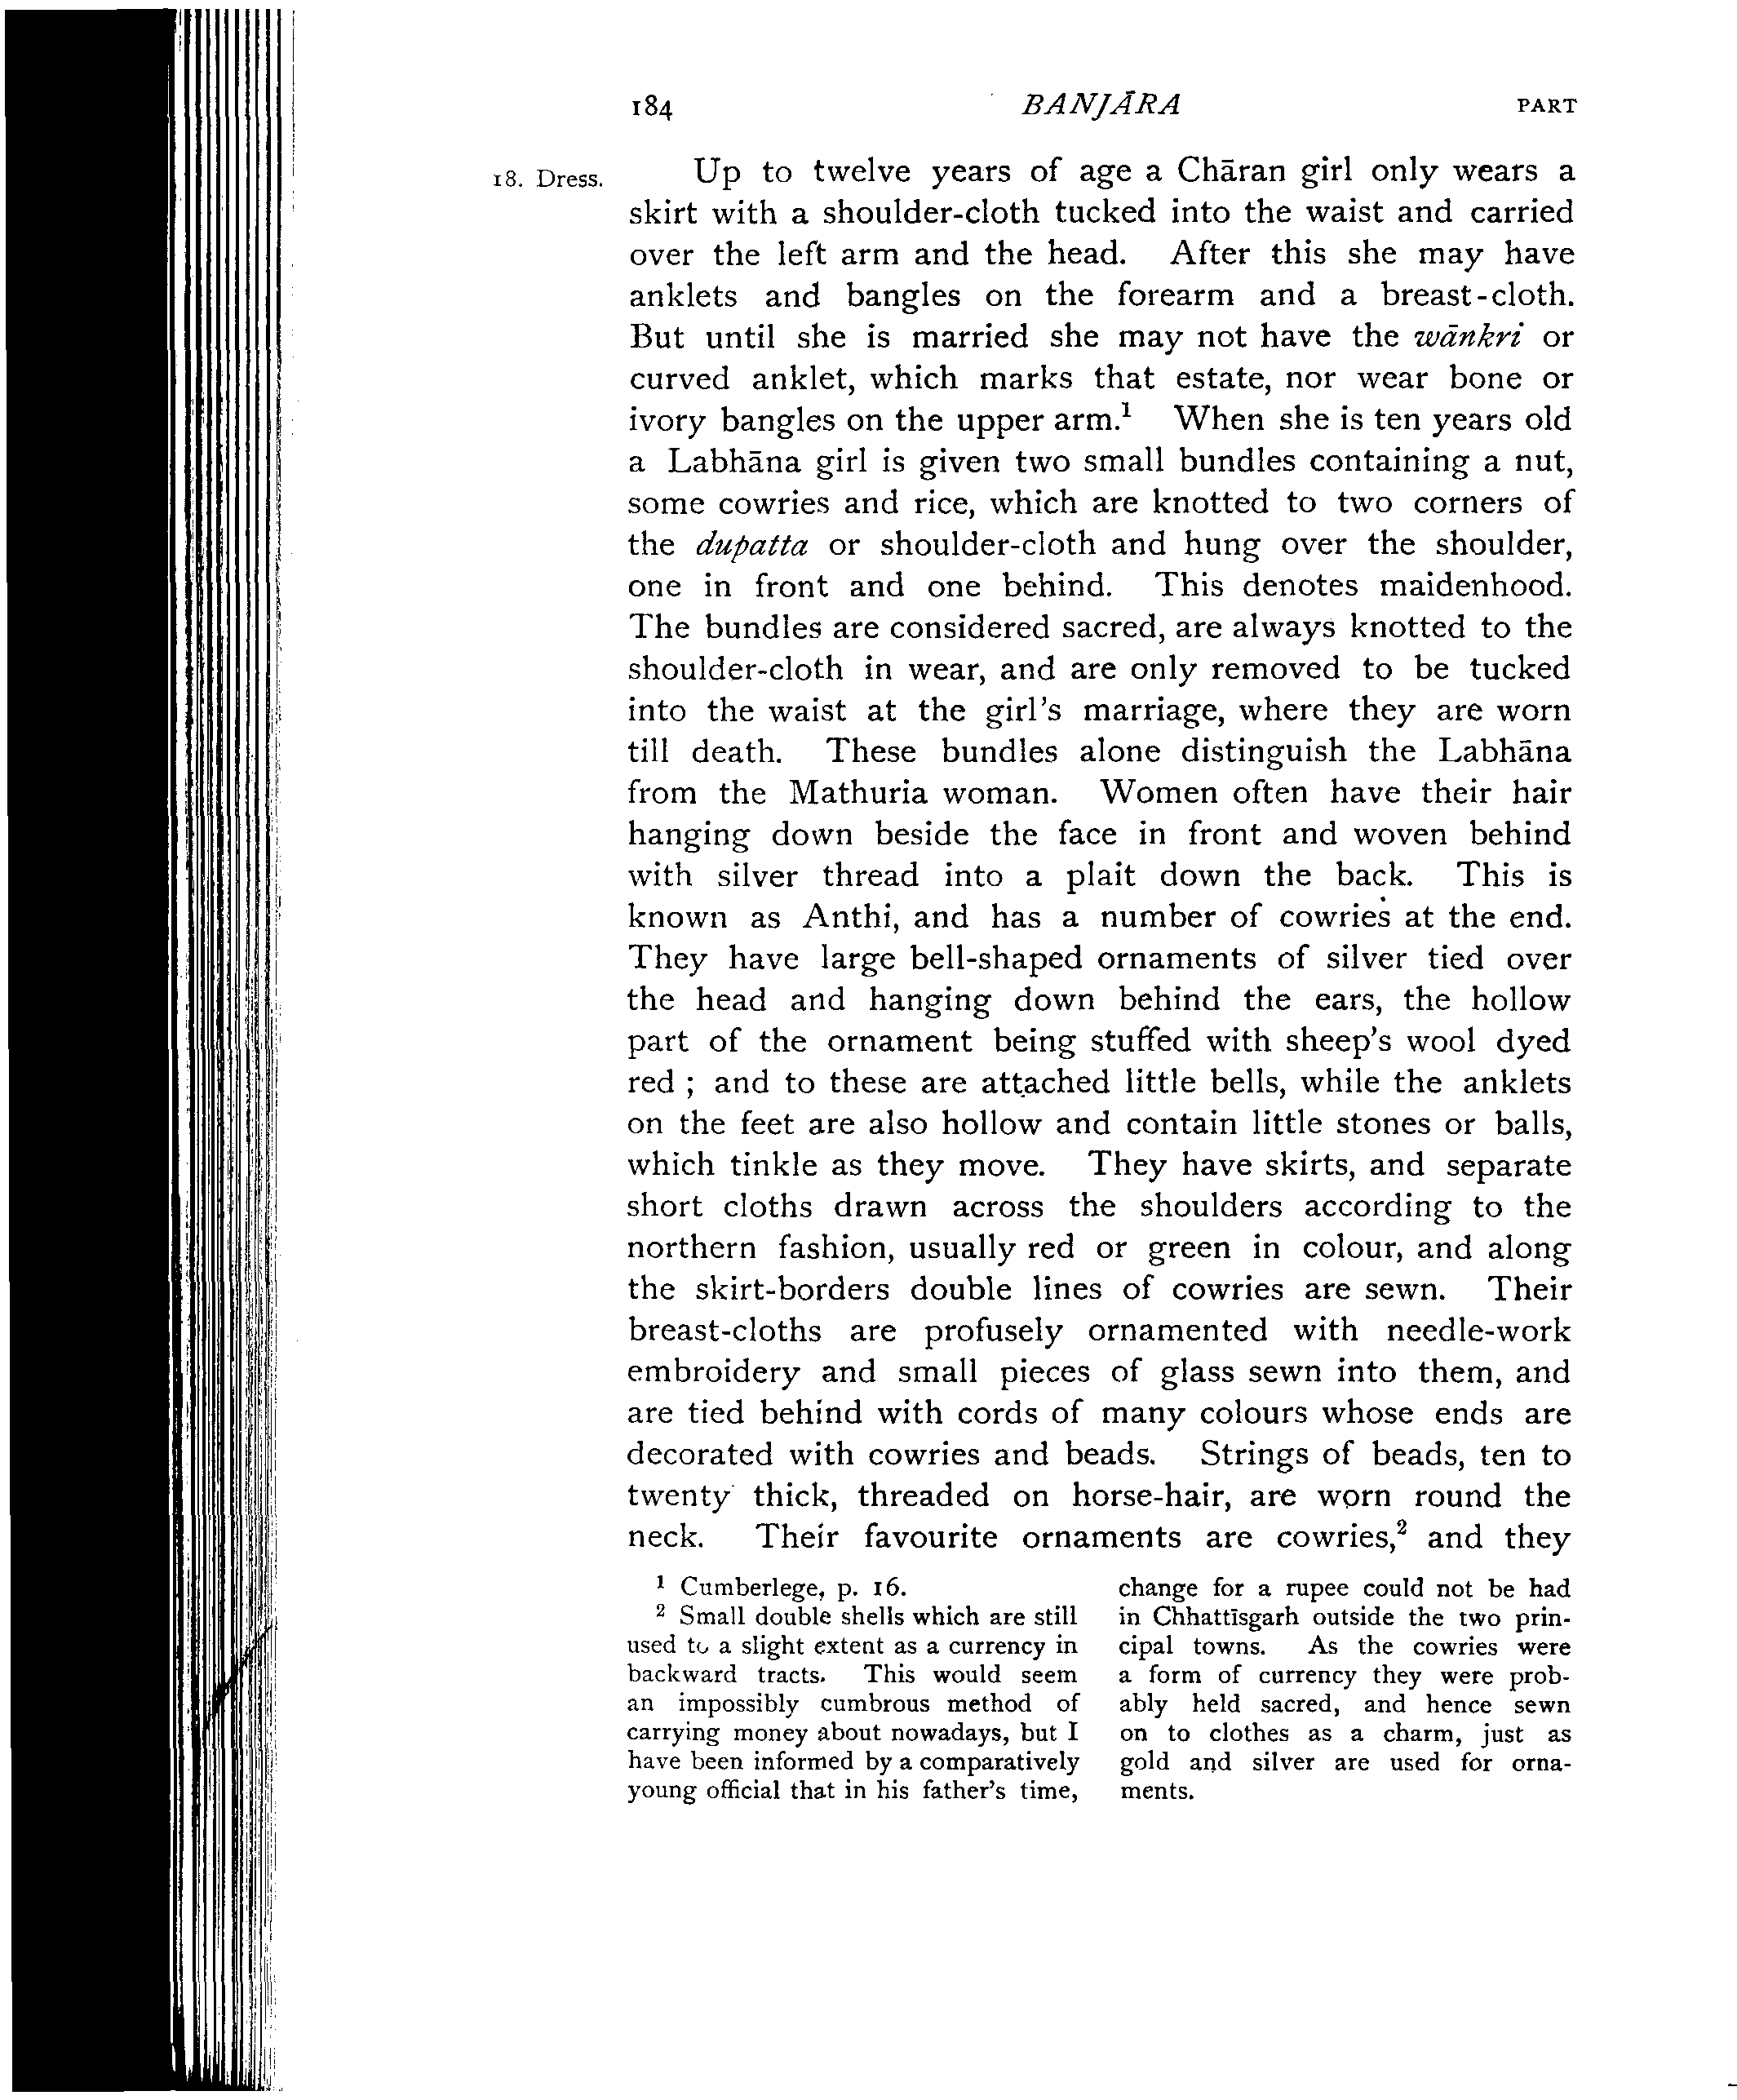 184 BANJĀRA PART
18. Dress.
Up to twelve years of age a Chāran girl only wears a
skirt with a shoulder-cloth tucked into the waist and carried
over the left arm and the head. After this she may have
anklets and bangles on the forearm and a breast-cloth.
But until she is married she may not have the wānkri or
curved anklet, which marks that estate, nor wear bone or
ivory bangles on the upper arm.¹ When she is ten years old
a Labhāna girl is given two small bundles containing a nut,
some cowries and rice, which are knotted to two corners of
the dupatta or shoulder-cloth and hung over the shoulder,
one in front and one behind. This denotes maidenhood.
The bundles are considered sacred, are always knotted to the
shoulder-cloth in wear, and are only removed to be tucked
into the waist at the girl's marriage, where they are worn
till death. These bundles alone distinguish the Labhāna
from the Mathuria woman. Women often have their hair
hanging down beside the face in front and woven behind
with silver thread into a plait down the back. This is
known as Anthi, and has a number of cowries at the end.
They have large bell-shaped ornaments of silver tied over
the head and hanging down behind the ears, the hollow
part of the ornament being stuffed with sheep's wool dyed
red ; and to these are attached little bells, while the anklets
on the feet are also hollow and contain little stones or balls,
which tinkle as they move. They have skirts, and separate
short cloths drawn across the shoulders according to the
northern fashion, usually red or green in colour, and along
the skirt-borders double lines of cowries are sewn. Their
breast-cloths are profusely ornamented with needle-work
embroidery and small pieces of glass sewn into them, and
are tied behind with cords of many colours whose ends are
decorated with cowries and beads. Strings of beads, ten to
twenty thick, threaded on horse-hair, are worn round the
neck. Their favourite ornaments are cowries,² and they
¹ Cumberlege, p. 16.
² Small double shells which are still
used to a slight extent as a currency in
backward tracts. This would seem
an impossibly cumbrous method of
carrying money about nowadays, but I
have been informed by a comparatively
young official that in his father's time,
change for a rupee could not be had
in Chhattīsgarh outside the two prin-
cipal towns. As the cowries were
a form of currency they were prob-
ably held sacred, and hence sewn
on to clothes as a charm, just as
gold and silver are used for orna-
ments.